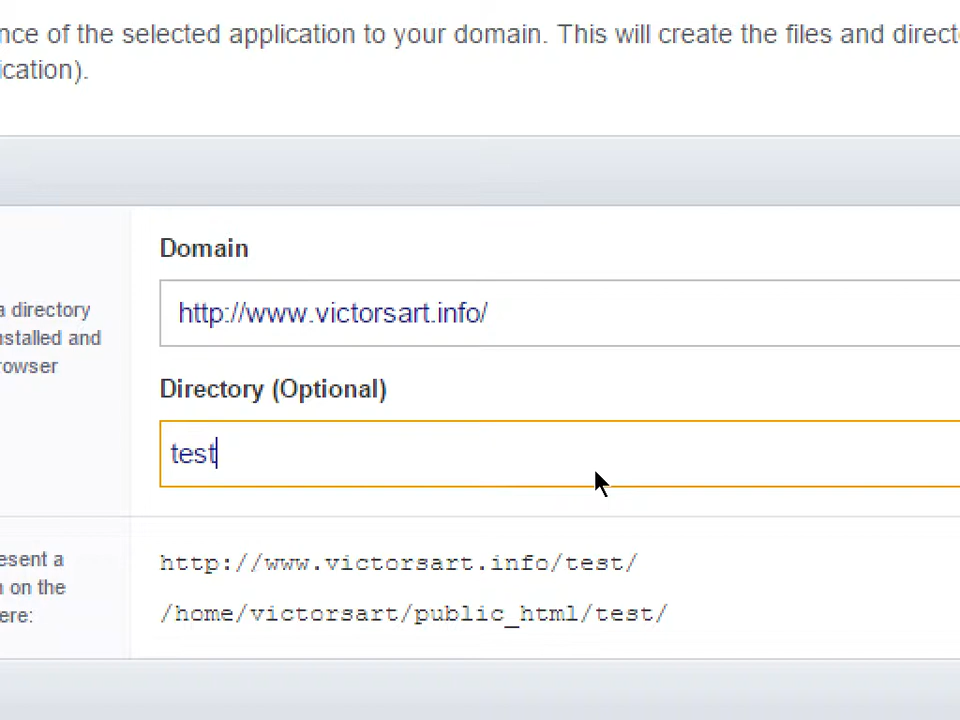 nce of the selected application to your domain. This will create the files and direct
ication).
Domain
a directory
nstalled and
rowser
http://www.victorsart.info/
Directory (Optional)
test
esent a
n on the
ere:
http://www.victorsart.info/test/
/home/victorsart/public_html/test/